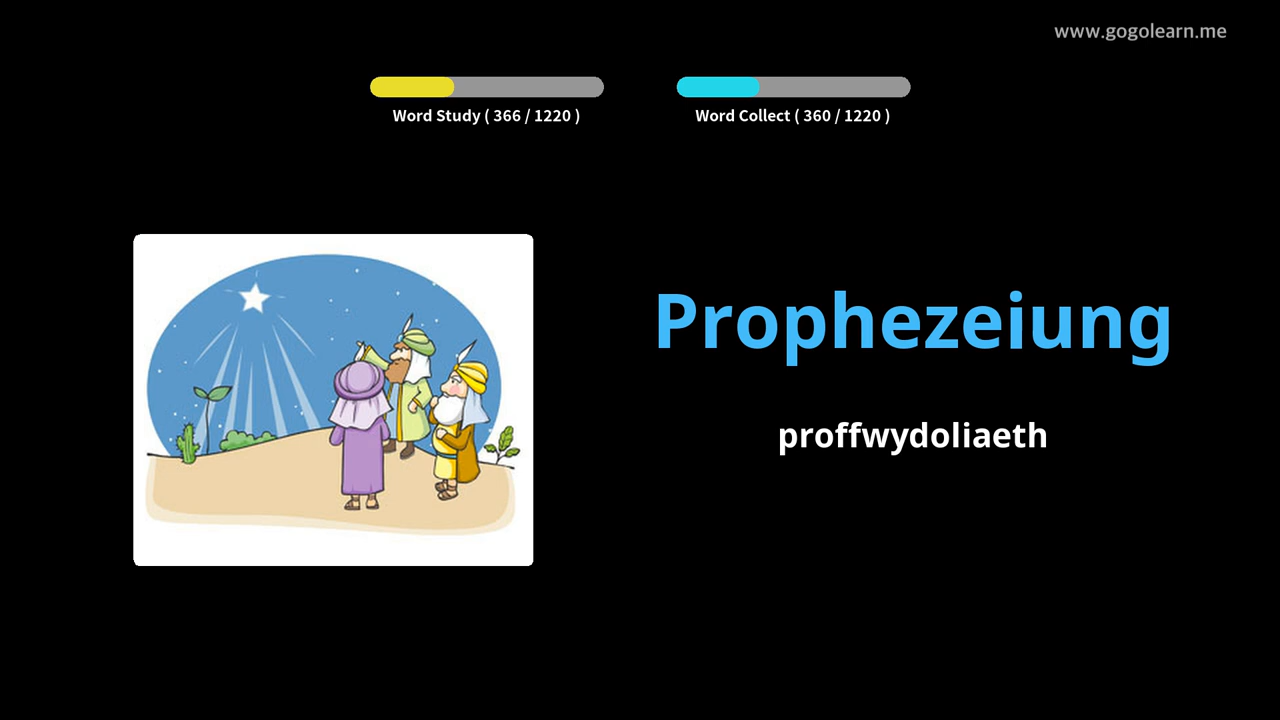 www.gogolearn.me
Word Study ( 366 / 1220 )
Word Collect ( 360 / 1220 )
Prophezeiung
proffwydoliaeth